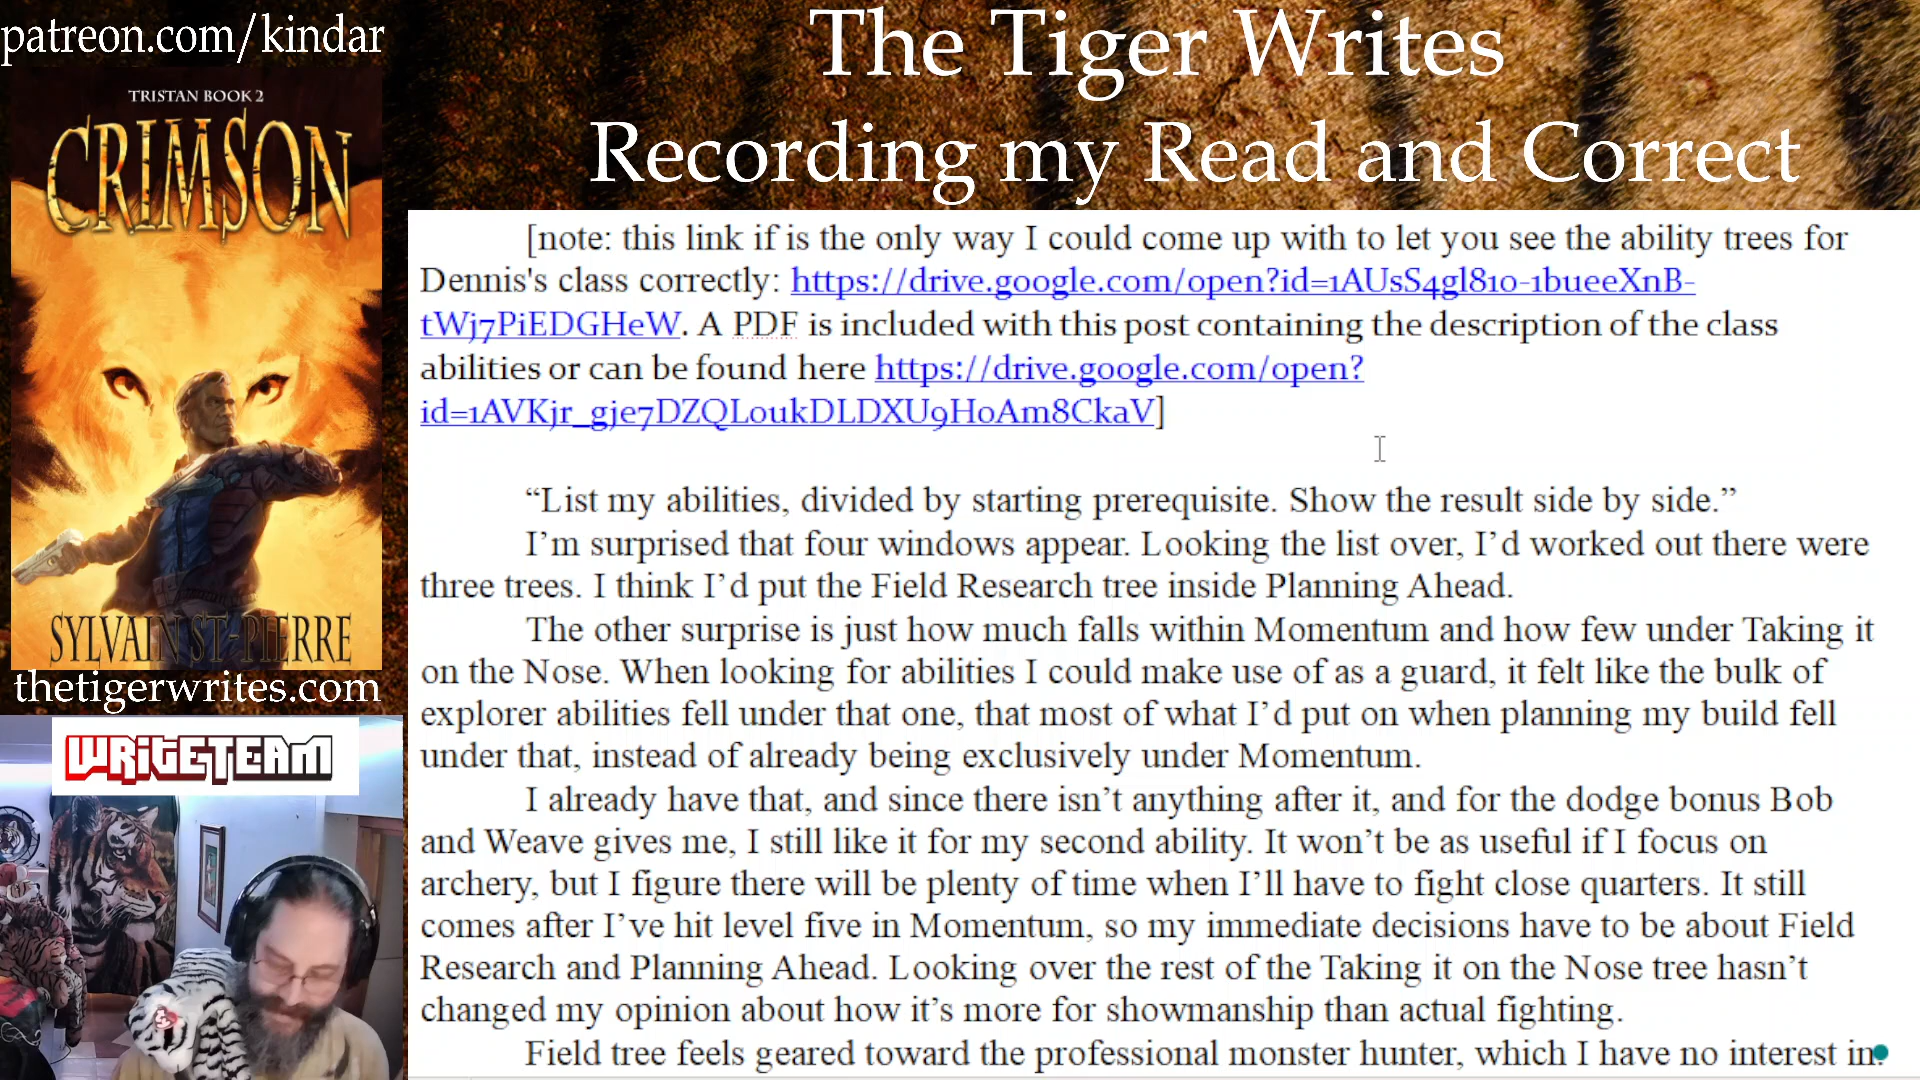 patreon.com/kindar
TRISTAN BOOK 2
CRIMSON
SYLVAIN ST-PIERRE
thetigerwrites.com
WRiTETEAM
The Tiger Writes
Recording my Read and Correct
[note: this link if is the only way I could come up with to let you see the ability trees for
Dennis's class correctly: https://drive.google.com/open?id=1AUsS4gl81o-1bueeXnB-
tWj7PiEDGHeW. A PDF is included with this post containing the description of the class
abilities or can be found here https://drive.google.com/open?
id=1AVKjr_gje7DZQLoukDLDXU9HoAm8CkaV]
“List my abilities, divided by starting prerequisite. Show the result side by side.”
I’m surprised that four windows appear. Looking the list over, I’d worked out there were
three trees. I think I’d put the Field Research tree inside Planning Ahead.
The other surprise is just how much falls within Momentum and how few under Taking it
on the Nose. When looking for abilities I could make use of as a guard, it felt like the bulk of
explorer abilities fell under that one, that most of what I’d put on when planning my build fell
under that, instead of already being exclusively under Momentum.
I already have that, and since there isn’t anything after it, and for the dodge bonus Bob
and Weave gives me, I still like it for my second ability. It won’t be as useful if I focus on
archery, but I figure there will be plenty of time when I’ll have to fight close quarters. It still
comes after I’ve hit level five in Momentum, so my immediate decisions have to be about Field
Research and Planning Ahead. Looking over the rest of the Taking it on the Nose tree hasn’t
changed my opinion about how it’s more for showmanship than actual fighting.
Field tree feels geared toward the professional monster hunter, which I have no interest in.